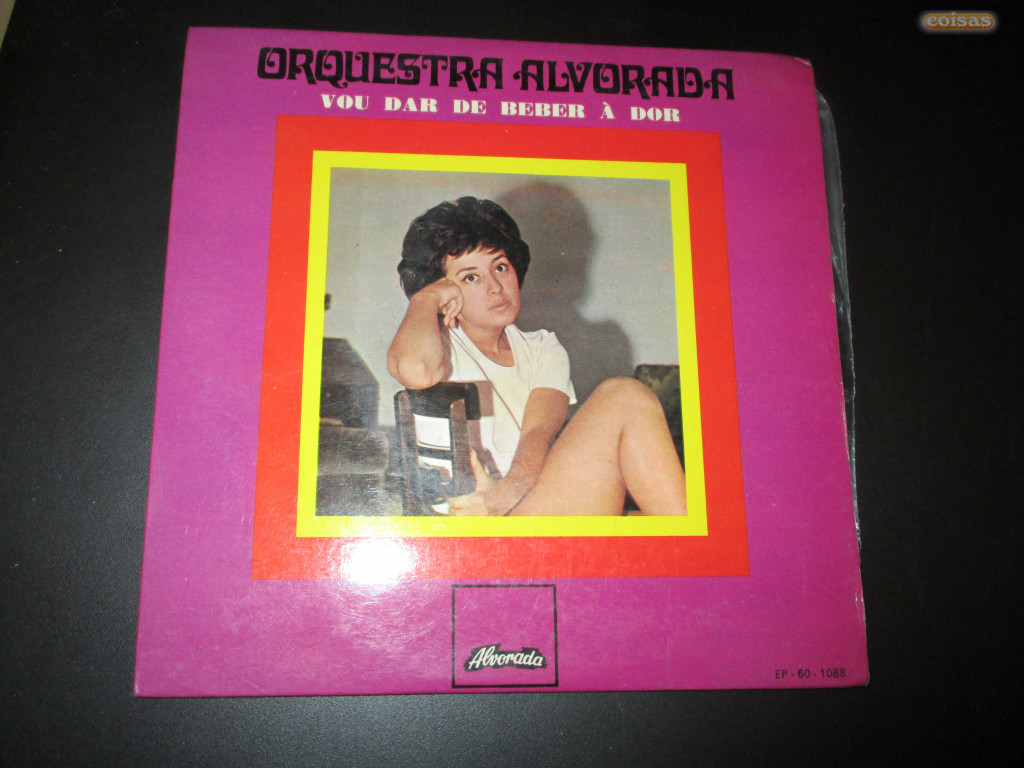 coisas
ORQUESTRA ALVORADA
VOU DAR DE BEBER À DOR
Alvorada
EP - 60 - 1088